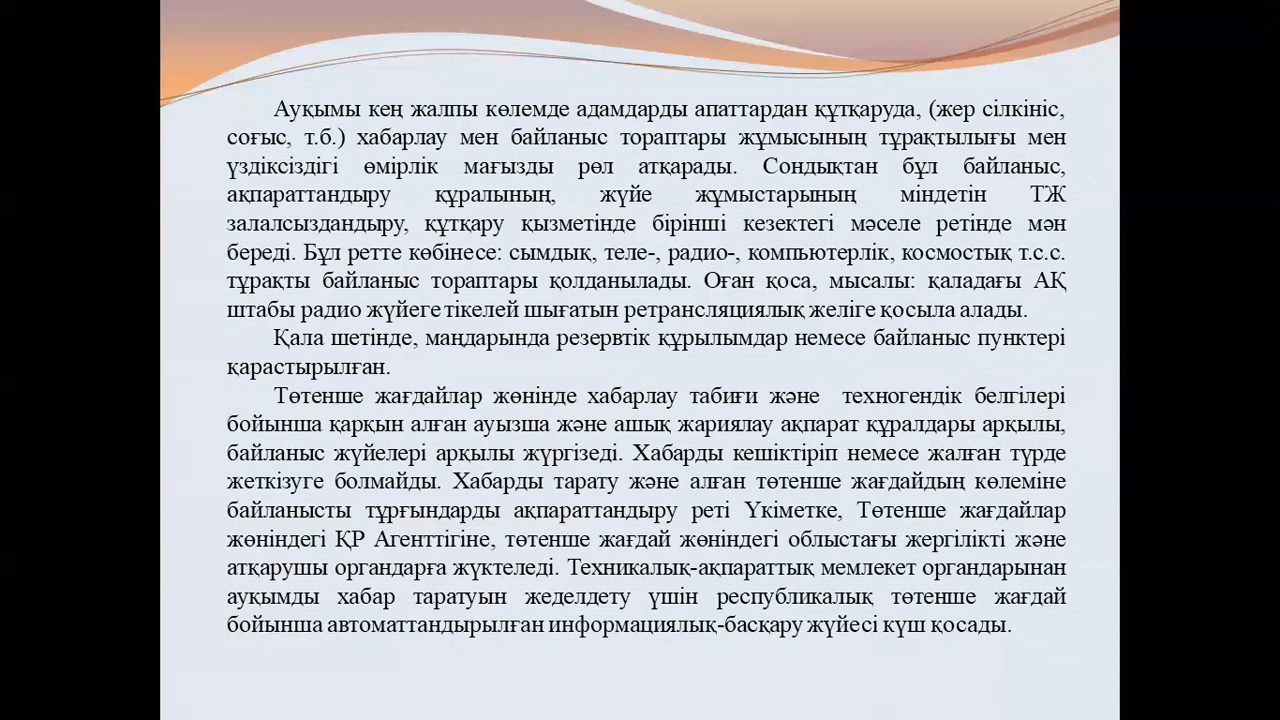 Ауқымы кең жалпы көлемде адамдарды апаттардан құтқаруда, (жер сілкініс,
соғыс, т.б.) хабарлау мен байланыс тораптары жұмысының тұрақтылығы мен
үздіксіздігі өмірлік мағызды рөл атқарады. Сондықтан бұл байланыс,
ақпараттандыру құралының, жүйе жұмыстарының міндетін ТЖ
залалсыздандыру, құтқару қызметінде бірінші кезектегі мәселе ретінде мән
береді. Бұл ретте көбінесе: сымдық, теле-, радио-, компьютерлік, космостық т.с.с.
тұрақты байланыс тораптары қолданылады. Оған қоса, мысалы: қаладағы АҚ
штабы радио жүйеге тікелей шығатын ретрансляциялық желіге қосыла алады.
Қала шетінде, маңдарында резервтік құрылымдар немесе байланыс пунктері
қарастырылған.
Төтенше жағдайлар жөнінде хабарлау табиғи және техногендік белгілері
бойынша қарқын алған ауызша және ашық жариялау ақпарат құралдары арқылы,
байланыс жүйелері арқылы жүргізеді. Хабарды кешіктіріп немесе жалған түрде
жеткізуге болмайды. Хабарды тарату және алған төтенше жағдайдың көлеміне
байланысты тұрғындарды ақпараттандыру реті Үкіметке, Төтенше жағдайлар
жөніндегі ҚР Агенттігіне, төтенше жағдай жөніндегі облыстағы жергілікті және
атқарушы органдарға жүктеледі. Техникалық-ақпараттық мемлекет органдарынан
ауқымды хабар таратуын жеделдету үшін республикалық төтенше жағдай
бойынша автоматтандырылған информациялық-басқару жүйесі күш қосады.